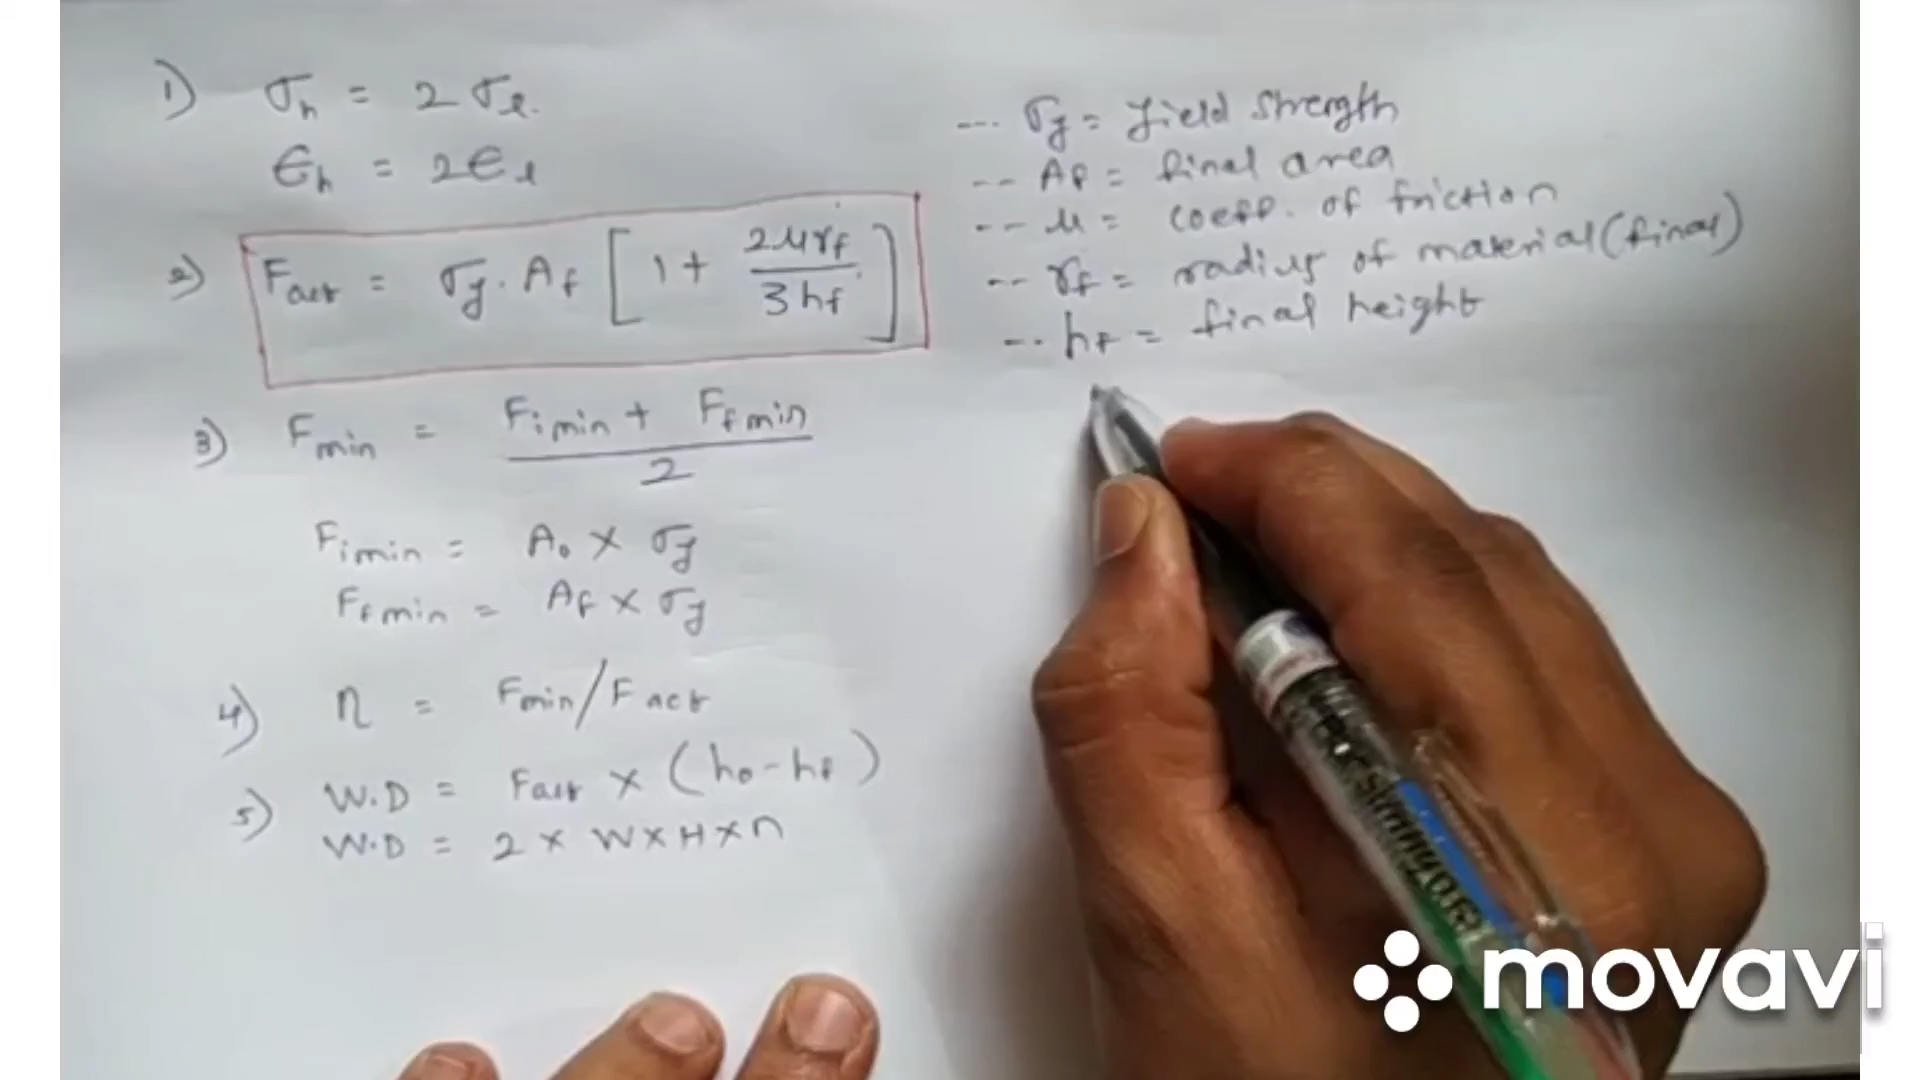 1) σh = 2σl.
ϵh = 2ϵl
2) Fact = σy . Af [ 1 + 2μrf / 3hf ]
3) Fmin = Fimin + Ffmin / 2
Fimin = A0 × σy
Ffmin = Af × σy
4) η = Fmin / Fact
5) W.D = Fact × (h0 - hf)
W.D = 2 × W × H × n
--- σy = yield strength
-- Af = final area
-- μ = coeff. of friction
-- rf = radius of material (final)
-- hf = final height
movavi